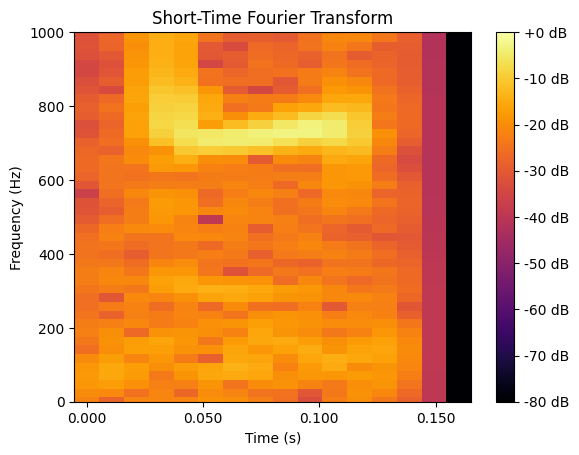 Short-Time Fourier Transform
1000
800
600
400
200
0
Frequency (Hz)
0.000
0.050
0.100
0.150
Time (s)
+0 dB
-10 dB
-20 dB
-30 dB
-40 dB
-50 dB
-60 dB
-70 dB
-80 dB